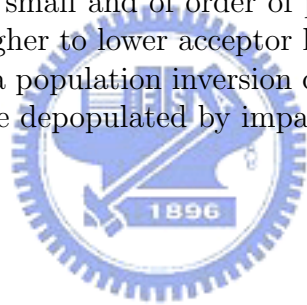 small and of order of
gher to lower acceptor
a population inversion
e depopulated by impa
1896